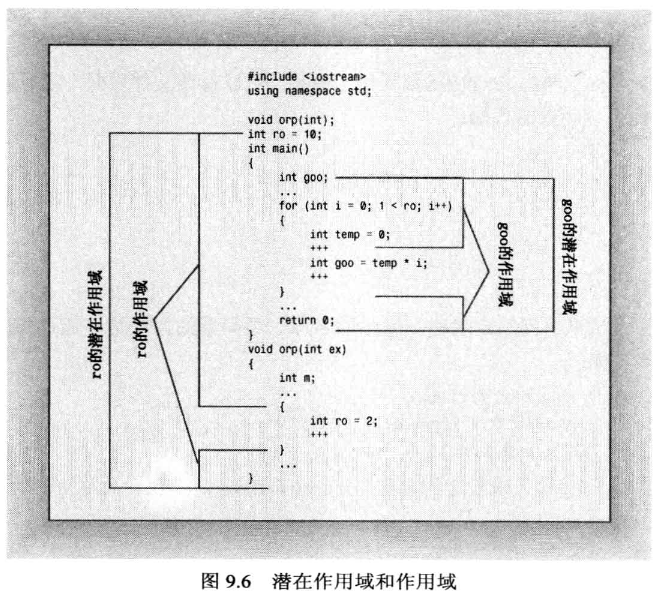 #include <iostream>
using namespace std;
void orp(int);
int ro = 10;
int main()
{
int goo;
...
for (int i = 0; 1 < ro; i++)
{
int temp = 0;
+++
int goo = temp * i;
+++
}
...
return 0;
}
void orp(int ex)
{
int m;
...
{
int ro = 2;
+++
}
...
}
ro的潜在作用域
ro的作用域
goo的作用域
goo的潜在作用域
图 9.6 潜在作用域和作用域